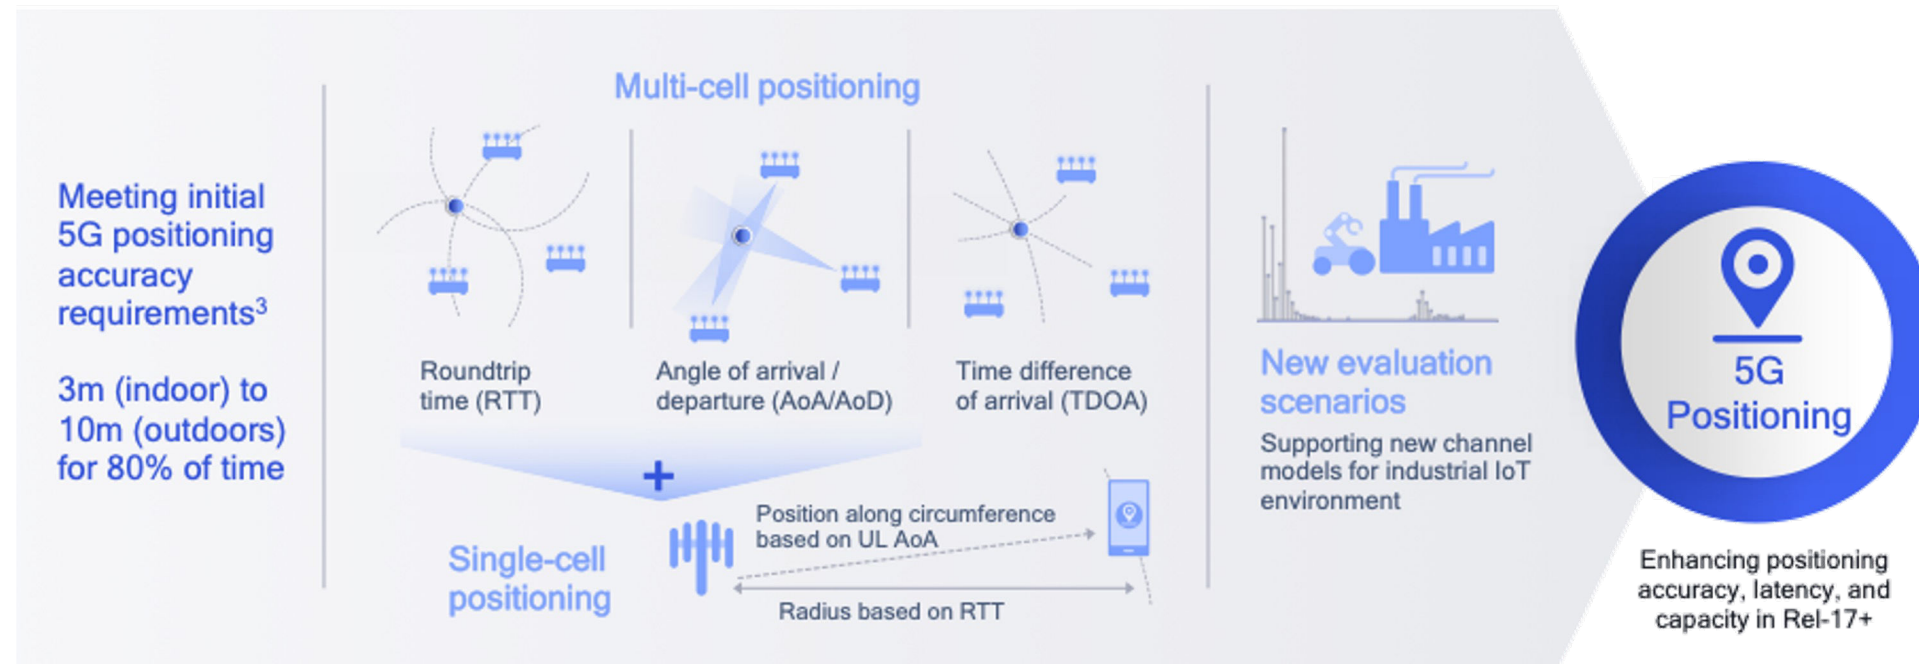 Meeting initial
5G positioning
accuracy
requirements³
3m (indoor) to
10m (outdoors)
for 80% of time
Multi-cell positioning
Roundtrip
time (RTT)
Angle of arrival /
departure (AoA/AoD)
Time difference
of arrival (TDOA)
+
Single-cell
positioning
Position along circumference
based on UL AoA
Radius based on RTT
New evaluation
scenarios
Supporting new channel
models for industrial IoT
environment
5G
Positioning
Enhancing positioning
accuracy, latency, and
capacity in Rel-17+